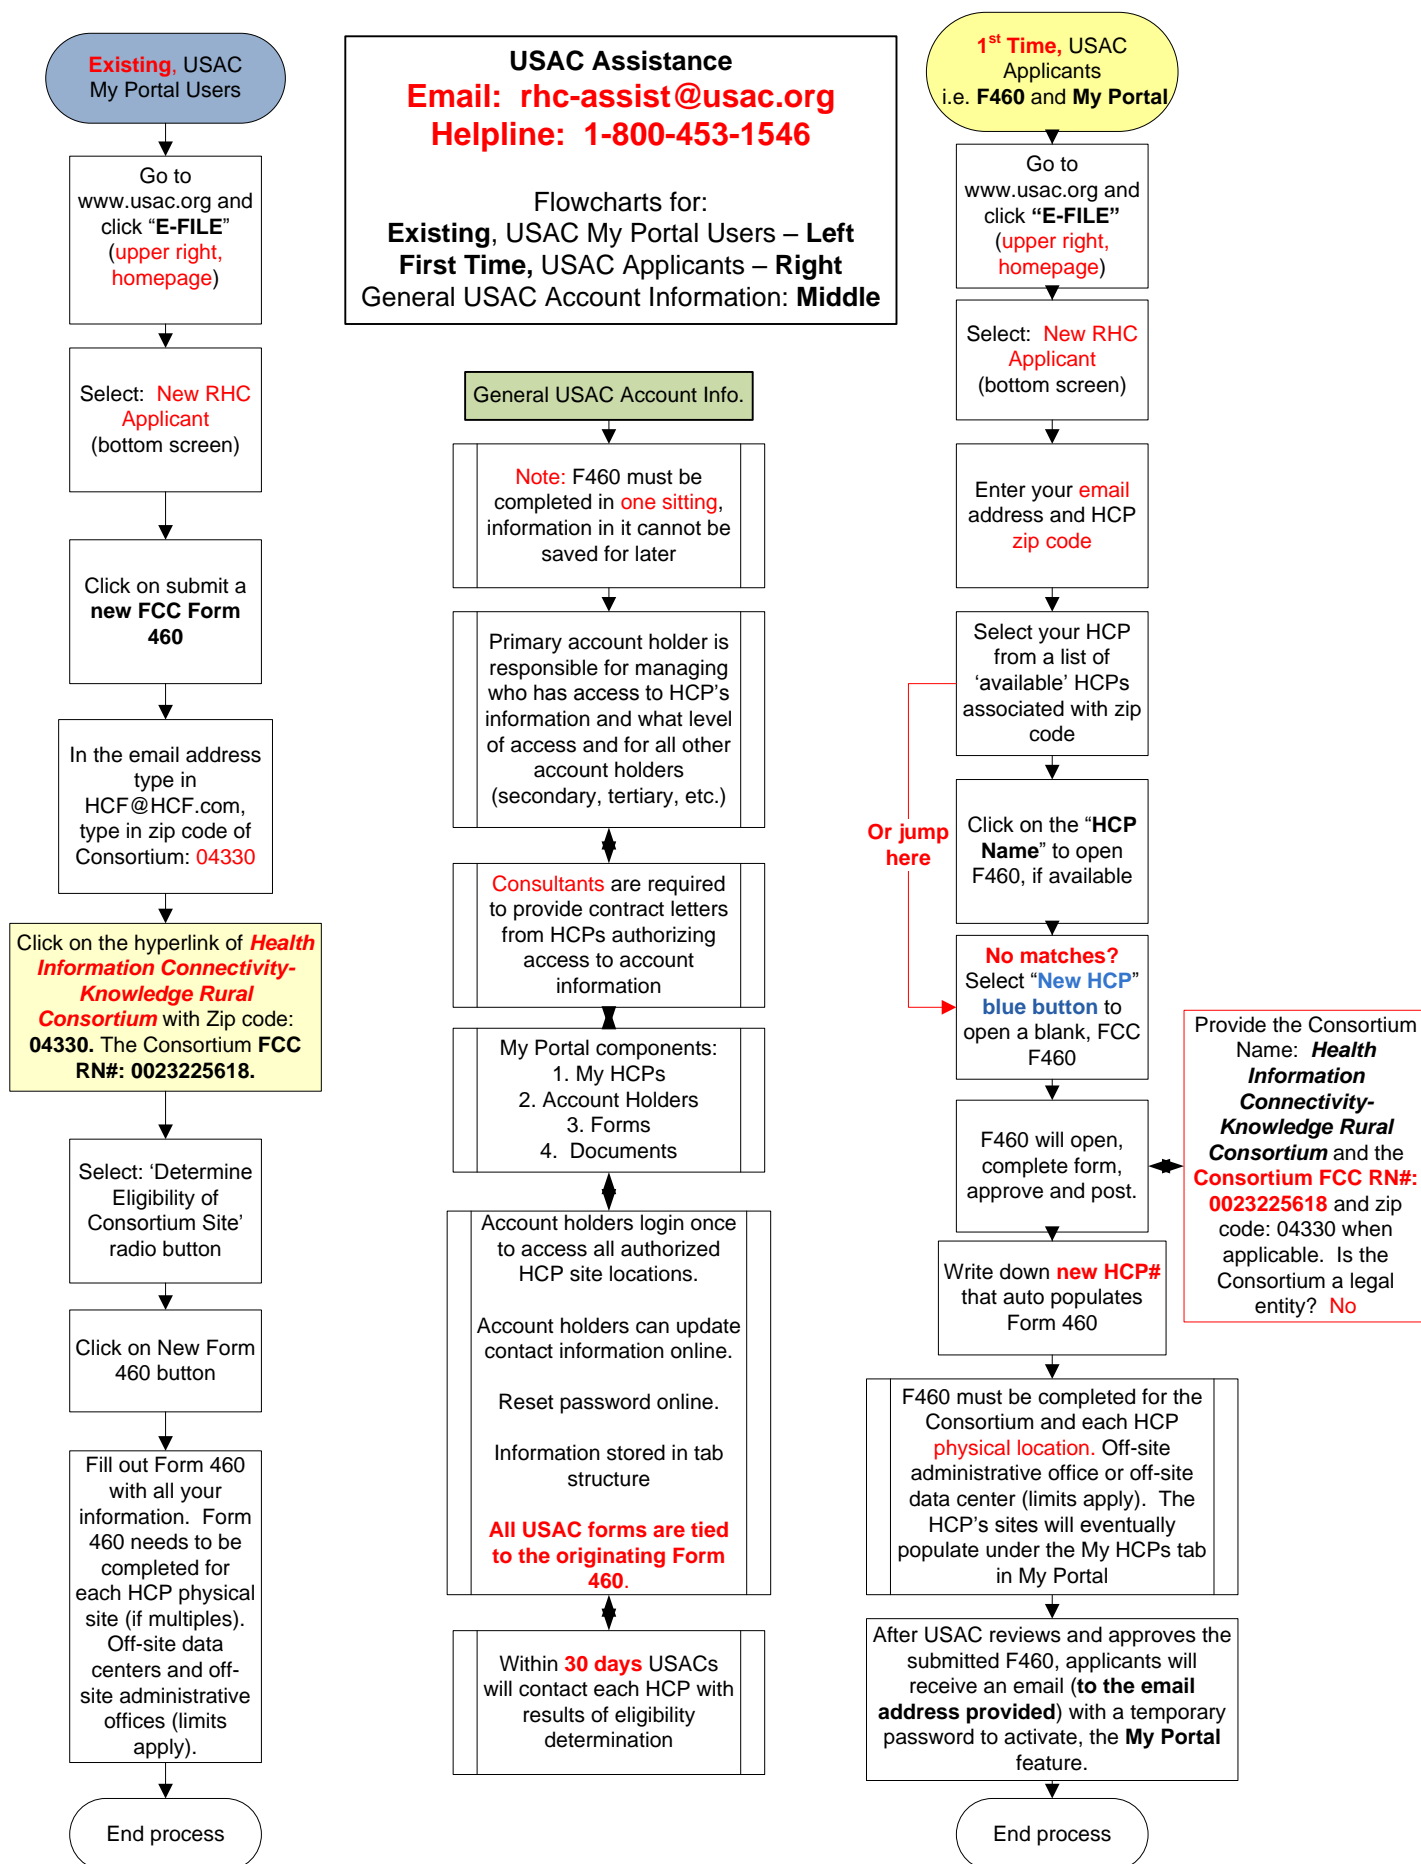 Existing, USAC
My Portal Users
Go to
www.usac.org and
click “E-FILE”
(upper right,
homepage)
Select:  New RHC
Applicant
(bottom screen)
Click on submit a
new FCC Form
460
In the email address
type in
HCF@HCF.com,
type in zip code of
Consortium: 04330
Click on the hyperlink of Health
Information Connectivity-
Knowledge Rural
Consortium with Zip code:
04330. The Consortium FCC
RN#: 0023225618.
Select: ‘Determine
Eligibility of
Consortium Site’
radio button
Click on New Form
460 button
Fill out Form 460
with all your
information.  Form
460 needs to be
completed for
each HCP physical
site (if multiples).
Off-site data
centers and off-
site administrative
offices (limits
apply).
End process
USAC Assistance
Email:  rhc-assist@usac.org
Helpline:  1-800-453-1546
Flowcharts for:
Existing, USAC My Portal Users – Left
First Time, USAC Applicants – Right
General USAC Account Information: Middle
General USAC Account Info.
Note: F460 must be
completed in one sitting,
information in it cannot be
saved for later
Primary account holder is
responsible for managing
who has access to HCP’s
information and what level
of access and for all other
account holders
(secondary, tertiary, etc.)
Consultants are required
to provide contract letters
from HCPs authorizing
access to account
information
My Portal components:
1. My HCPs
2. Account Holders
3. Forms
4.  Documents
Account holders login once
to access all authorized
HCP site locations.
Account holders can update
contact information online.
Reset password online.
Information stored in tab
structure
All USAC forms are tied
to the originating Form
460.
Within 30 days USACs
will contact each HCP with
results of eligibility
determination
1st Time, USAC
Applicants
i.e. F460 and My Portal
Go to
www.usac.org and
click “E-FILE”
(upper right,
homepage)
Select:  New RHC
Applicant
(bottom screen)
Enter your email
address and HCP
zip code
Select your HCP
from a list of
‘available’ HCPs
associated with zip
code
Or jump
here
Click on the “HCP
Name” to open
F460, if available
No matches?
Select “New HCP”
blue button to
open a blank, FCC
F460
F460 will open,
complete form,
approve and post.
Provide the Consortium
Name:  Health
Information
Connectivity-
Knowledge Rural
Consortium and the
Consortium FCC RN#:
0023225618 and zip
code: 04330 when
applicable.  Is the
Consortium a legal
entity?  No
Write down new HCP#
that auto populates
Form 460
F460 must be completed for the
Consortium and each HCP
physical location. Off-site
administrative office or off-site
data center (limits apply).  The
HCP’s sites will eventually
populate under the My HCPs tab
in My Portal
After USAC reviews and approves the
submitted F460, applicants will
receive an email (to the email
address provided) with a temporary
password to activate, the My Portal
feature.
End process